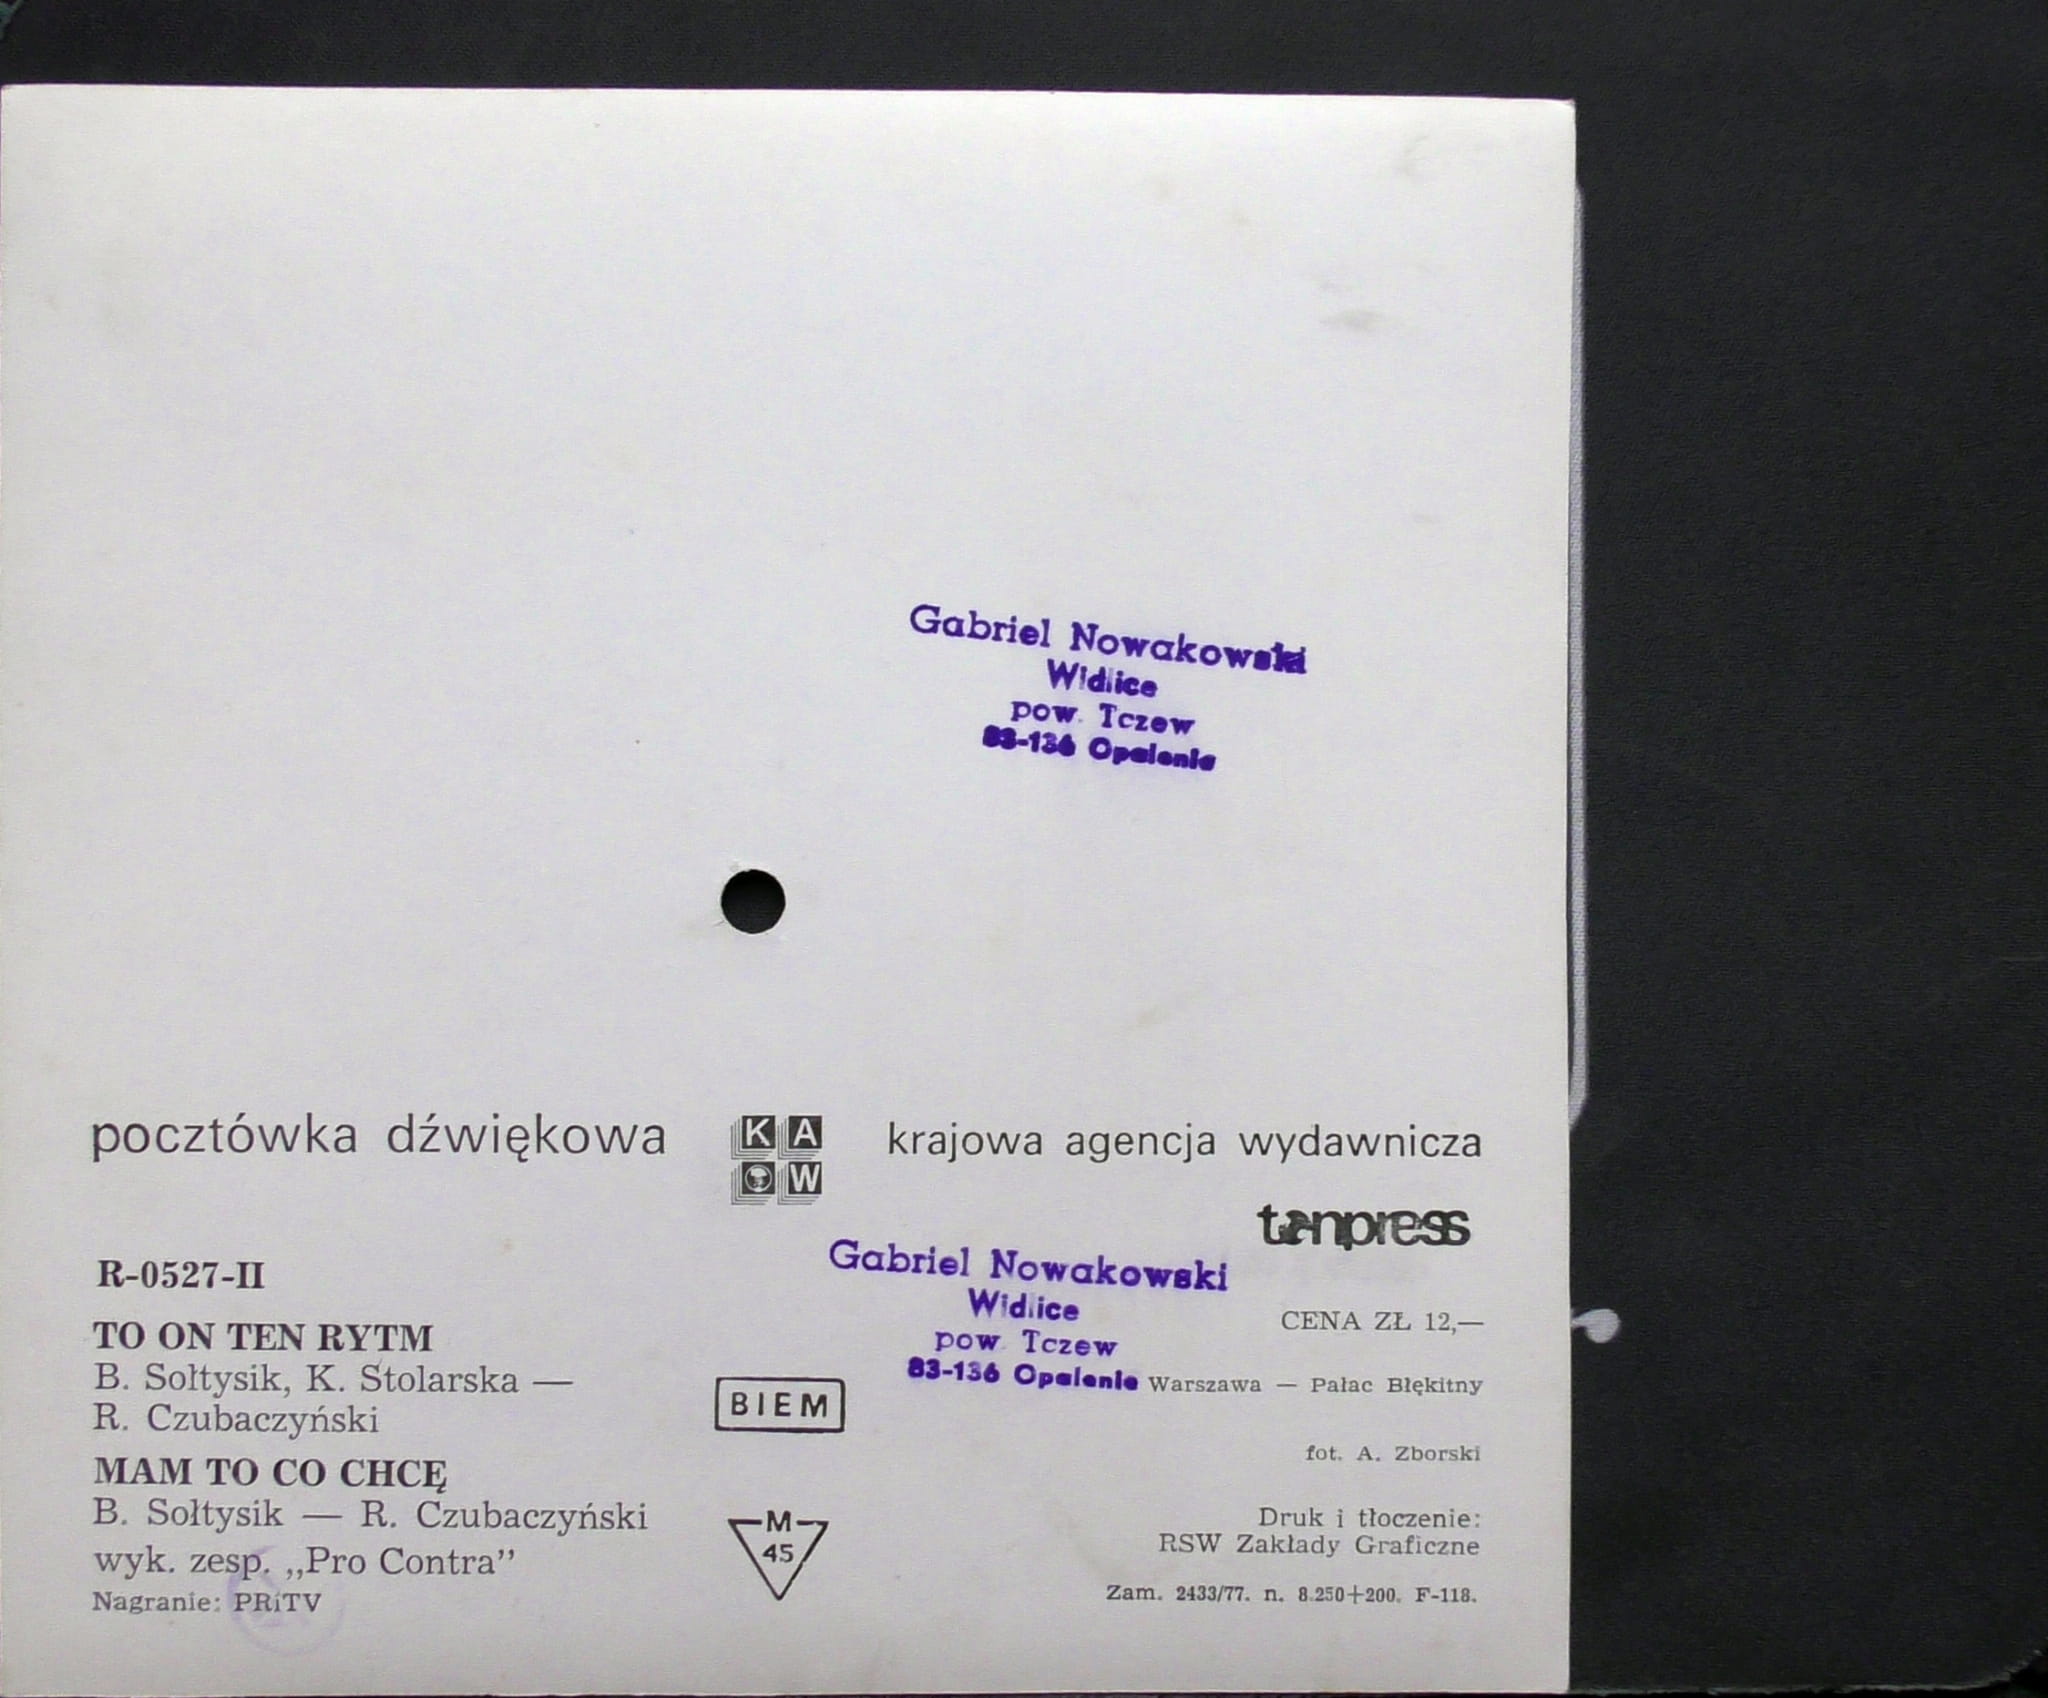 Gabriel Nowakowski
Widlice
pow. Tczew
83-136 Opalenie
pocztówka dźwiękowa
K A
W
krajowa agencja wydawnicza
tonpress
R-0527-II
TO ON TEN RYTM
B. Sołtysik, K. Stolarska —
R. Czubaczyński
MAM TO CO CHCĘ
B. Sołtysik — R. Czubaczyński
wyk. zesp. „Pro Contra”
Nagranie: PRiTV
BIEM
M
45
Gabriel Nowakowski
Widlice
pow. Tczew
83-136 Opalenie
CENA ZŁ 12,—
Warszawa — Pałac Błękitny
fot. A. Zborski
Druk i tłoczenie:
RSW Zakłady Graficzne
Zam. 2433/77. n. 8.250+200. F-118.